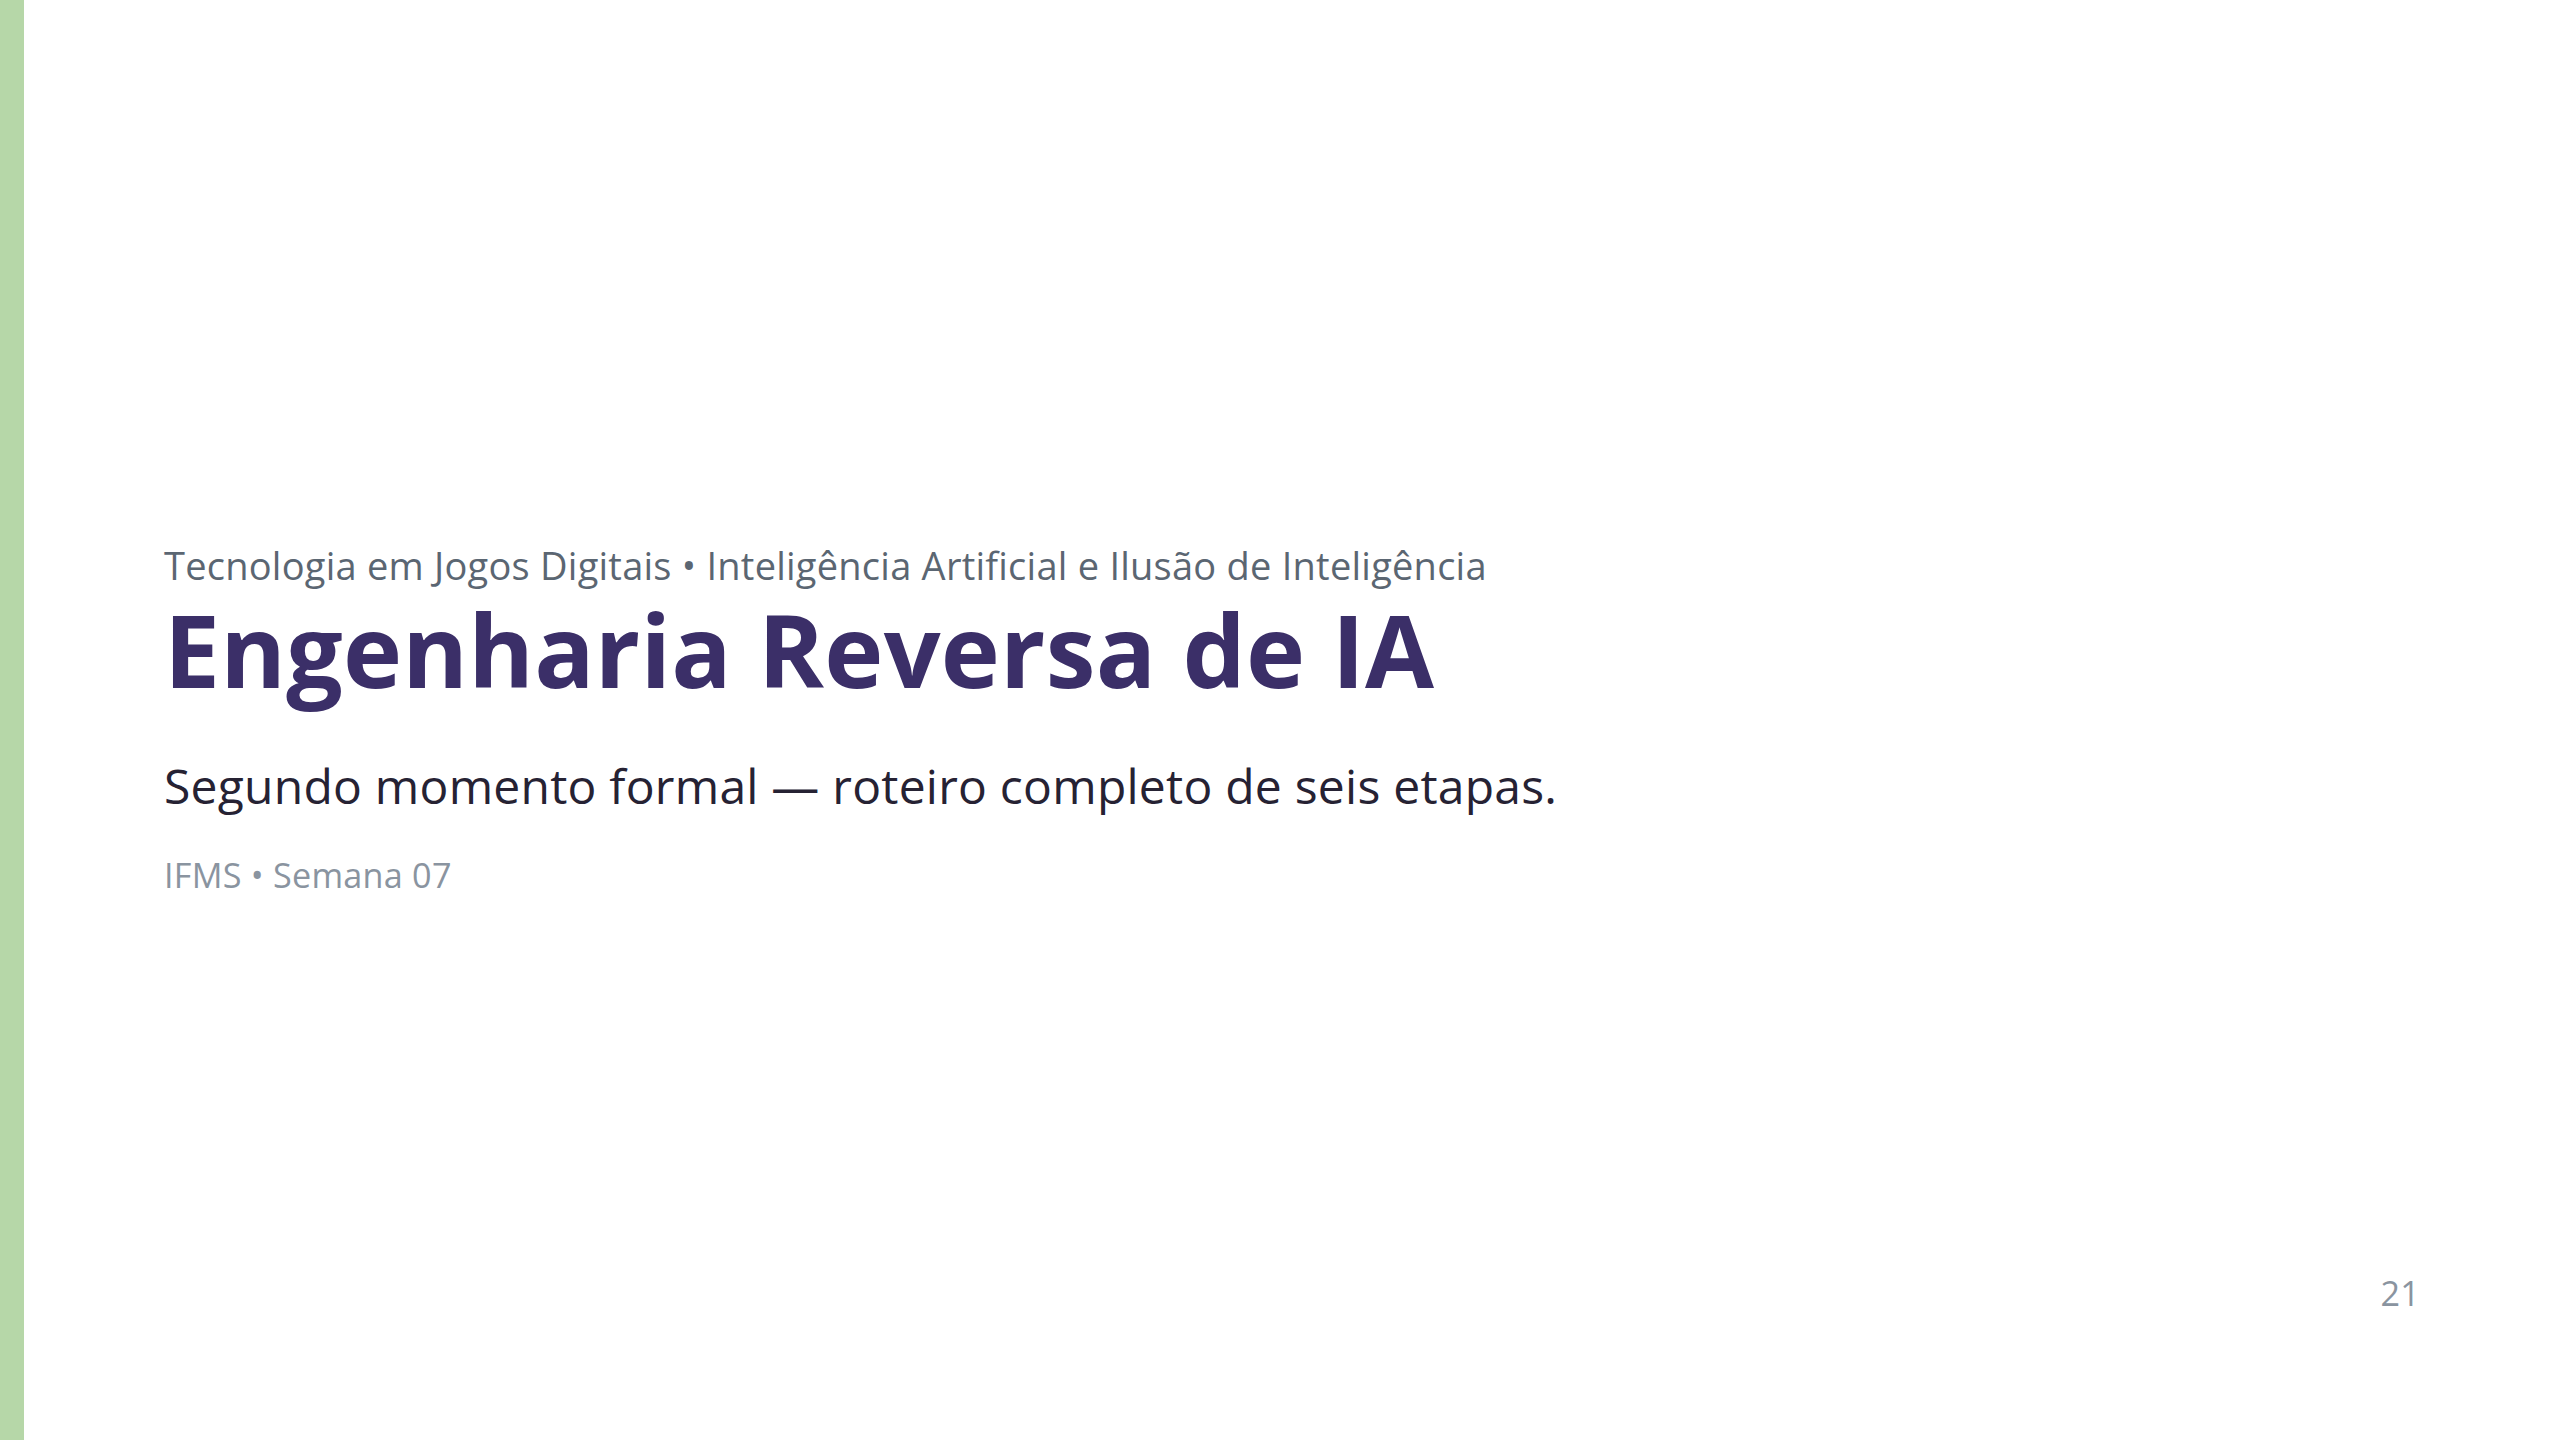 Tecnologia em Jogos Digitais • Inteligência Artificial e Ilusão de Inteligência
Engenharia Reversa de IA
Segundo momento formal — roteiro completo de seis etapas.
IFMS • Semana 07
21